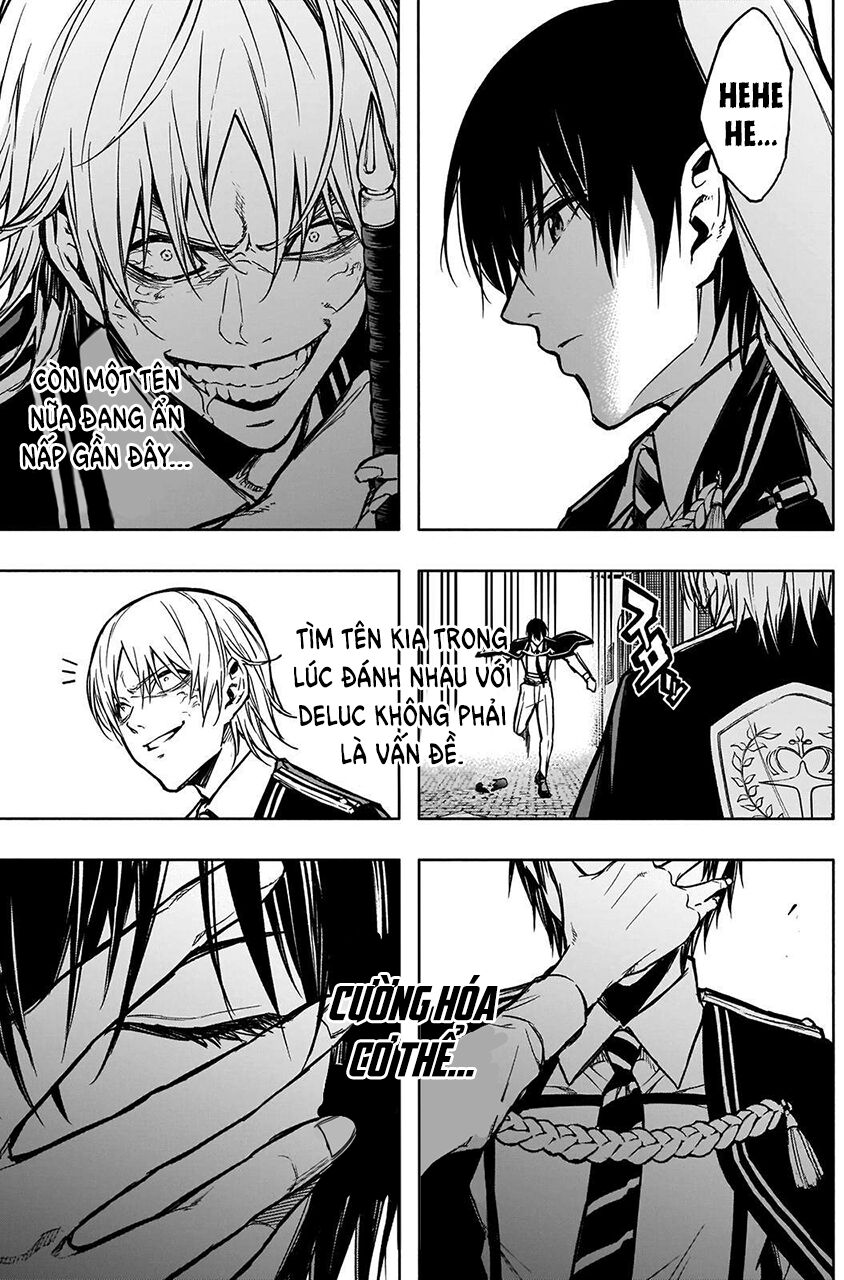 HEHE
HE...
CÒN MỘT TÊN
NỮA ĐANG ẨN
NẤP GẦN ĐÂY...
TÌM TÊN KIA TRONG
LÚC ĐÁNH NHAU VỚI
DELUC KHÔNG PHẢI
LÀ VẤN ĐỀ.
CƯỜNG HÓA
CƠ THỂ...